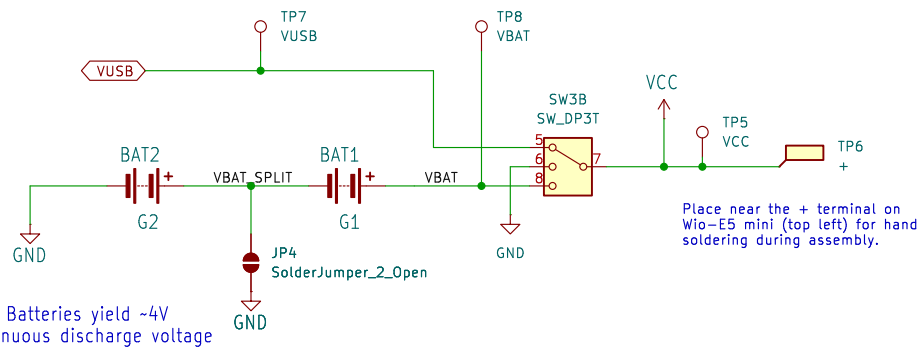 TP7
VUSB
TP8
VBAT
VUSB
SW3B
SW_DP3T
VCC
TP5
VCC
TP6
+
5
6
7
8
BAT2
+
VBAT_SPLIT
BAT1
+
VBAT
G2
G1
GND
GND
JP4
SolderJumper_2_Open
GND
Place near the + terminal on
Wio-E5 mini (top left) for hand
soldering during assembly.
Batteries yield ~4V
nuous discharge voltage